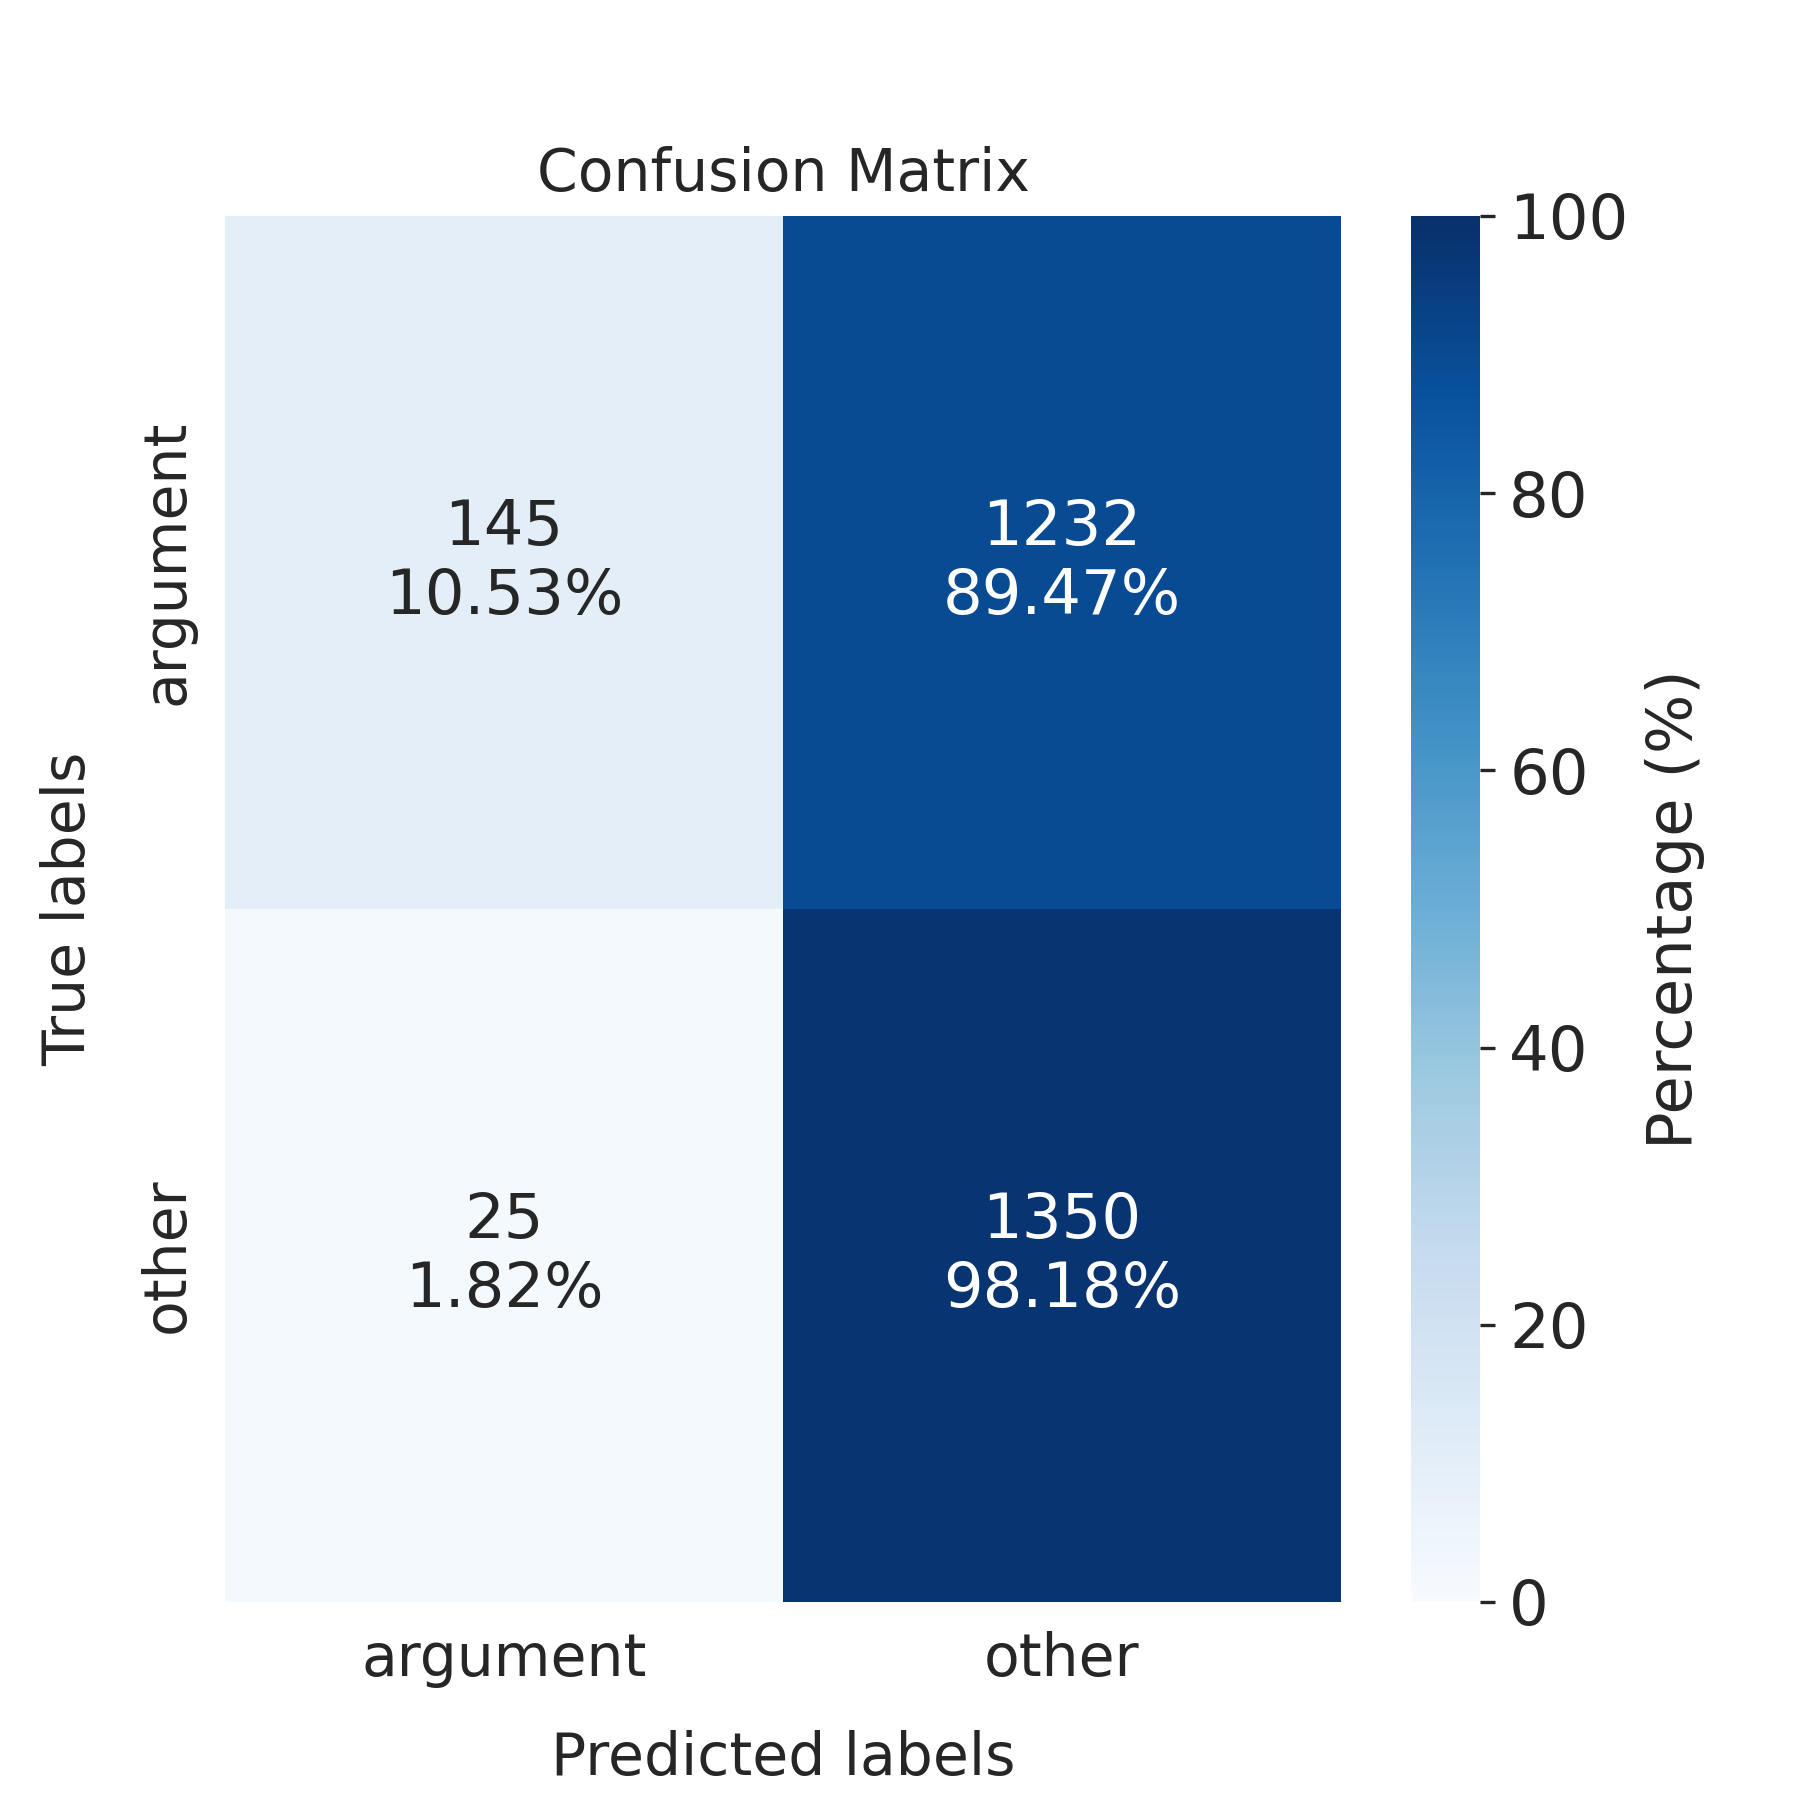 Confusion Matrix
True labels
argument
145
10.53%
1232
89.47%
other
25
1.82%
1350
98.18%
argument
other
Predicted labels
100
80
60
40
20
0
Percentage (%)